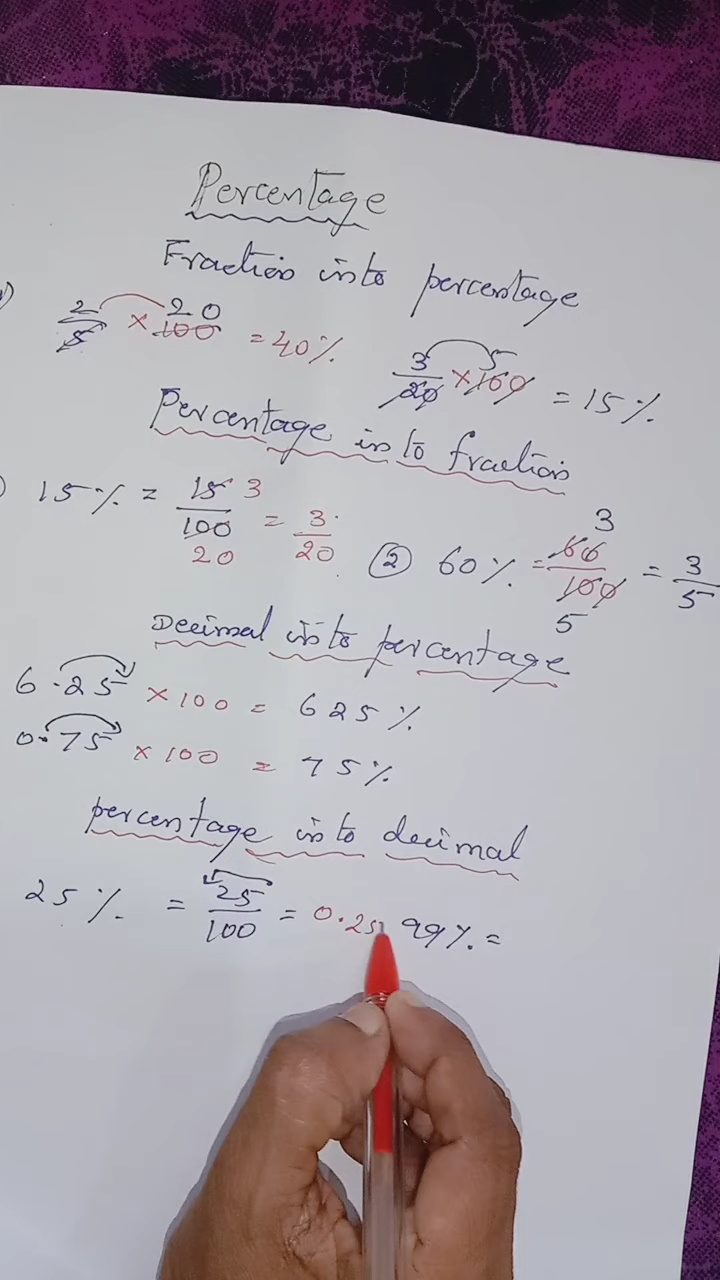 Percentage
Fraction into percentage
2/5 × 100 20 = 40%
3/20 × 100 5 = 15%
Percentage into fraction
15% = 15/100 3 20 = 3/20
② 60% = 60/100 3 5 = 3/5
Decimal into percentage
6.25 × 100 = 625%
0.75 × 100 = 75%
percentage into decimal
25% = 25/100 = 0.25 99% =